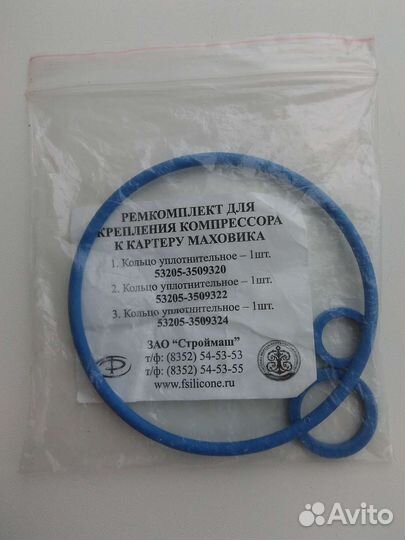 РЕМКОМПЛЕКТ ДЛЯ
КРЕПЛЕНИЯ КОМПРЕССОРА
К КАРТЕРУ МАХОВИКА
1. Кольцо уплотнительное – 1шт.
53205-3509320
2. Кольцо уплотнительное – 1шт.
53205-3509322
3. Кольцо уплотнительное – 1шт.
53205-3509324
ЗАО “Строймаш”
т/ф: (8352) 54-53-53
т/ф: (8352) 54-53-55
www.fsilicone.ru
Avito